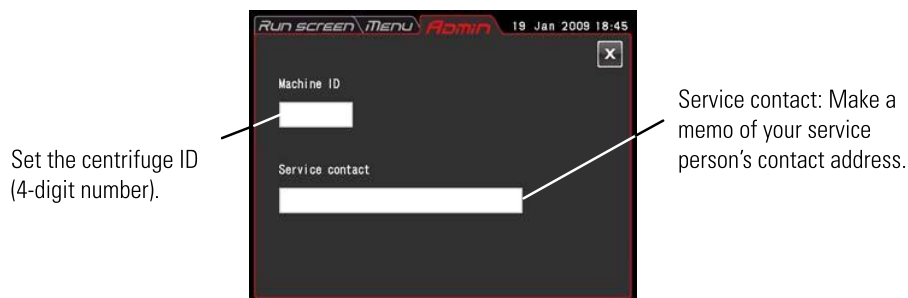 Run screen Menu Admin 19 Jan 2009 18:45
X
Machine ID
Service contact
Set the centrifuge ID
(4-digit number).
Service contact: Make a
memo of your service
person's contact address.